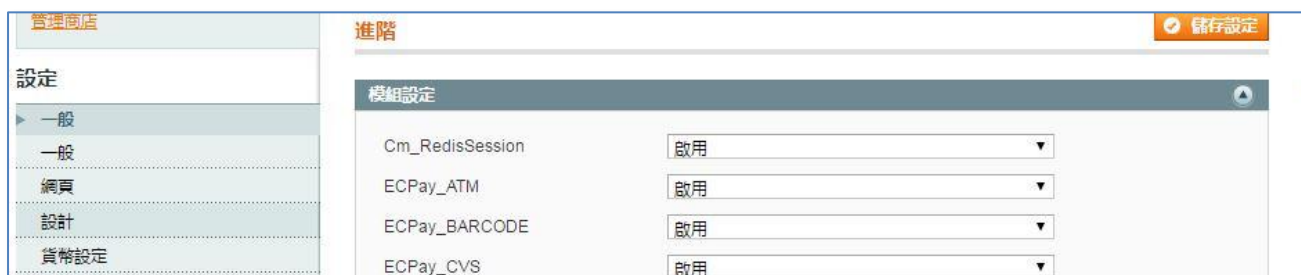 管理商店
進階
儲存設定
設定
模組設定
一般
Cm_RedisSession 啟用
一般
網頁
ECPay_ATM 啟用
設計
ECPay_BARCODE 啟用
貨幣設定
ECPay_CVS 啟用